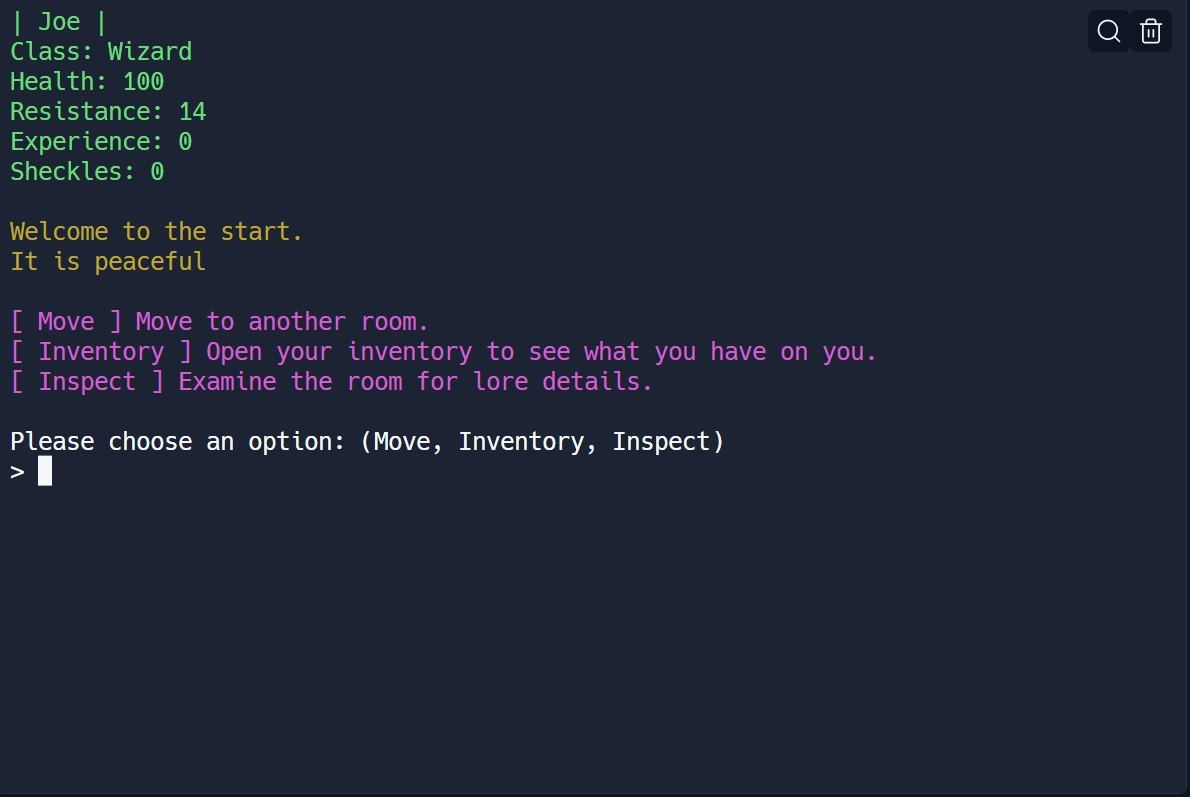 | Joe |
Class: Wizard
Health: 100
Resistance: 14
Experience: 0
Sheckles: 0
Welcome to the start.
It is peaceful
[ Move ] Move to another room.
[ Inventory ] Open your inventory to see what you have on you.
[ Inspect ] Examine the room for lore details.
Please choose an option: (Move, Inventory, Inspect)
>